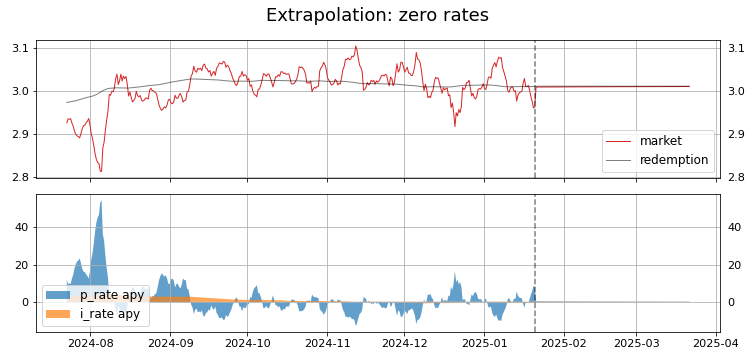 Extrapolation: zero rates
3.1 3.1
3.0 3.0
2.9 2.9
2.8 2.8
market
redemption
40 40
20 20
0 0
p_rate apy
i_rate apy
2024-08 2024-09 2024-10 2024-11 2024-12 2025-01 2025-02 2025-03 2025-04